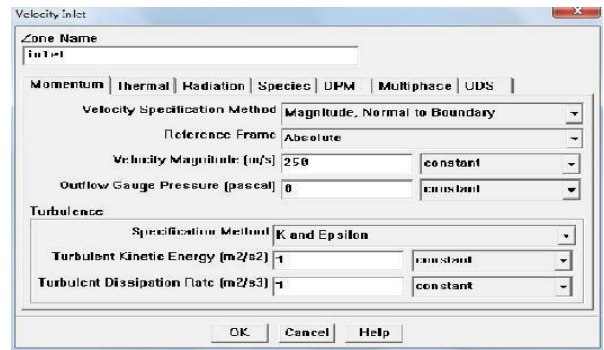 Velocity Inlet
Zone Name
inlet
Momentum Thermal Radiation Species DPM Multiphase UDS
Velocity Specification Method Magnitude, Normal to Boundary
Reference Frame Absolute
Velocity Magnitude (m/s) 250 constant
Outflow Gauge Pressure (pascal) 0 constant
Turbulence
Specification Method K and Epsilon
Turbulent Kinetic Energy (m2/s2) 1 constant
Turbulent Dissipation Rate (m2/s3) 1 constant
OK Cancel Help